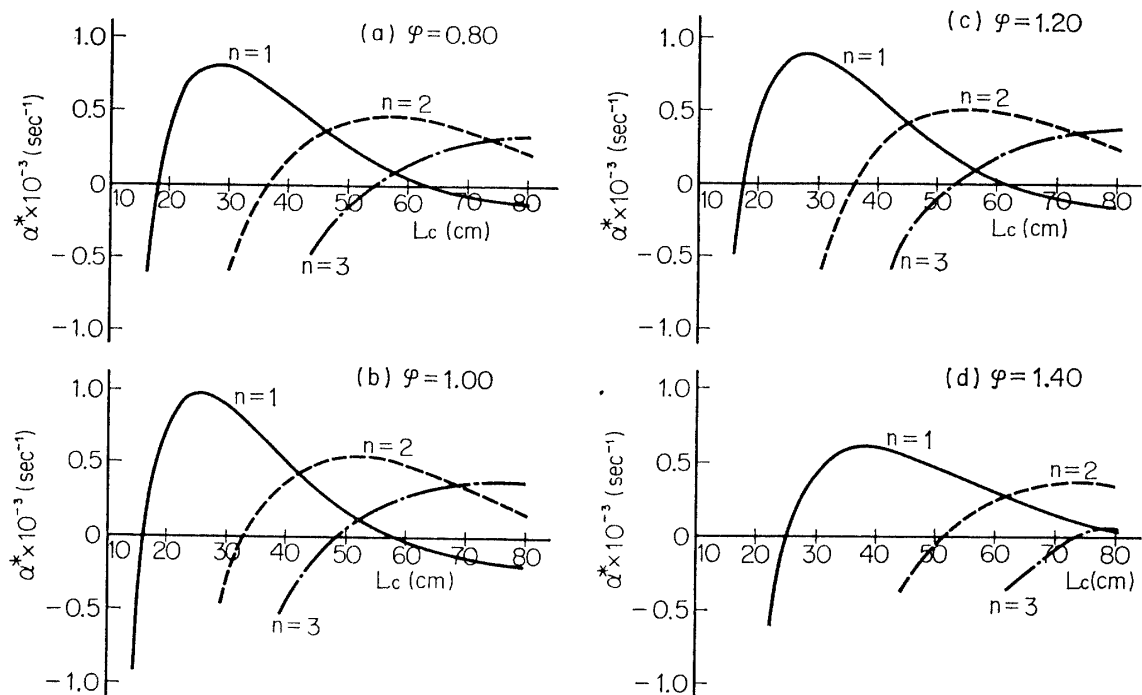 (a) φ=0.80
α*×10⁻³ (sec⁻¹)
1.0
0.5
0
−0.5
−1.0
n=1
n=2
n=3
10 20 30 40 50 60 70 80
Lc (cm)
(c) φ=1.20
α*×10⁻³ (sec⁻¹)
1.0
0.5
0
−0.5
−1.0
n=1
n=2
n=3
10 20 30 40 50 60 70 80
Lc (cm)
(b) φ=1.00
α*×10⁻³ (sec⁻¹)
1.0
0.5
0
−0.5
−1.0
n=1
n=2
n=3
10 20 30 40 50 60 70 80
Lc (cm)
(d) φ=1.40
α*×10⁻³ (sec⁻¹)
1.0
0.5
0
−0.5
−1.0
n=1
n=2
n=3
10 20 30 40 50 60 70 80
Lc (cm)